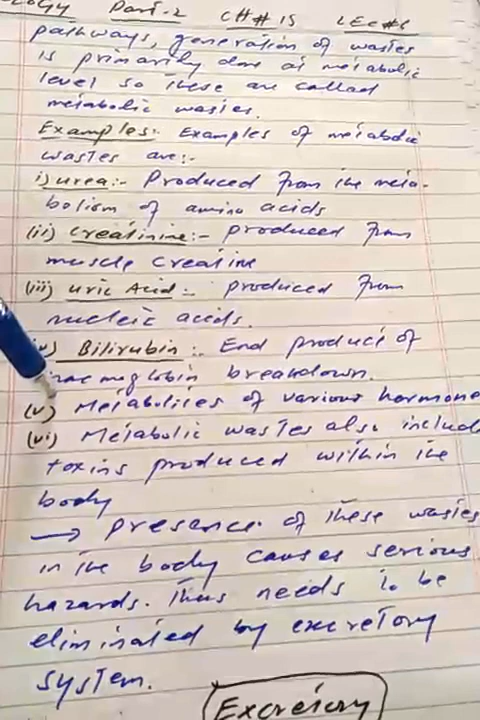 OLOGY Part-2 CH#15 LEC#6
pathways, generation of wastes
is primarily done at metabolic
level so these are called
metabolic wastes.
Examples:- Examples of metabolic
wastes are:-
i) urea:- Produced from the meta-
bolism of amino acids
(ii) Creatinine:- produced from
muscle creatine
(iii) uric Acid:- produced from
nucleic acids.
Bilirubin:- End product of
haemoglobin breakdown.
(v) Metabolites of various hormone
(vi) Metabolic wastes also includ
toxins produced within the
body
→ presence of these wastes
in the body causes serious
hazards. Thus needs to be
eliminated by excretory
system.
Excretory